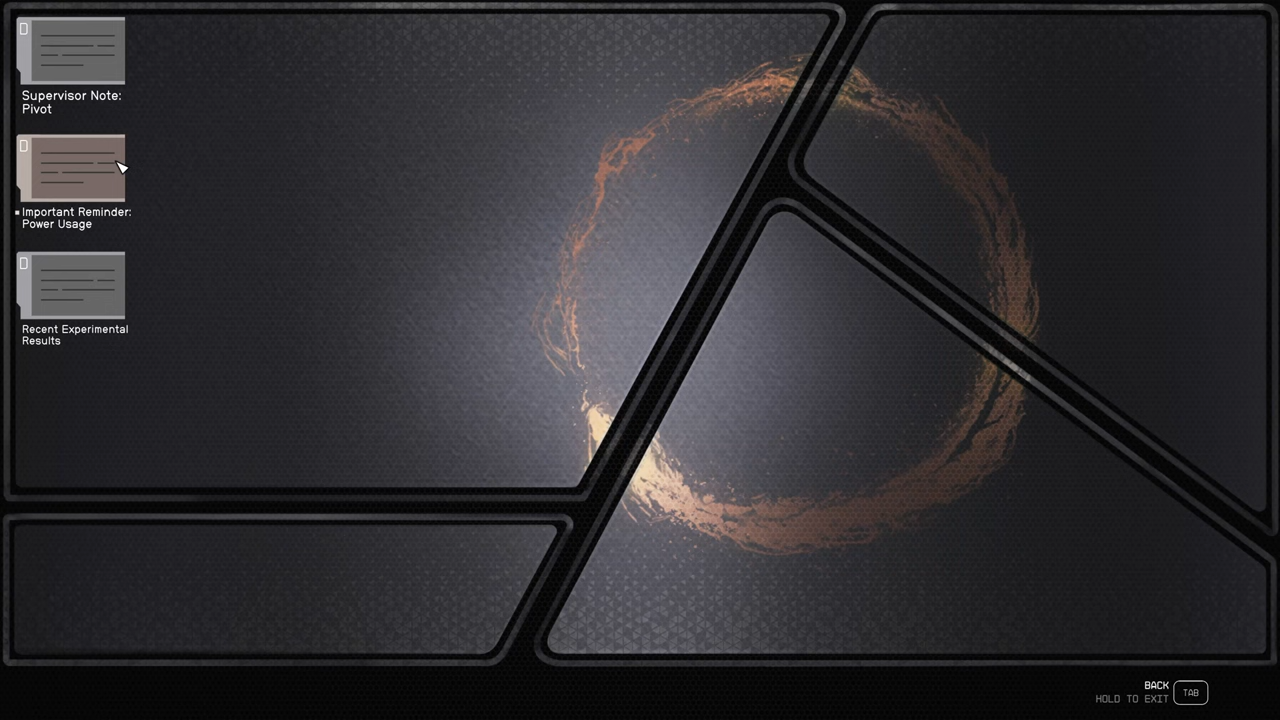 Supervisor Note:
Pivot
Important Reminder:
Power Usage
Recent Experimental
Results
BACK
HOLD TO EXIT
TAB